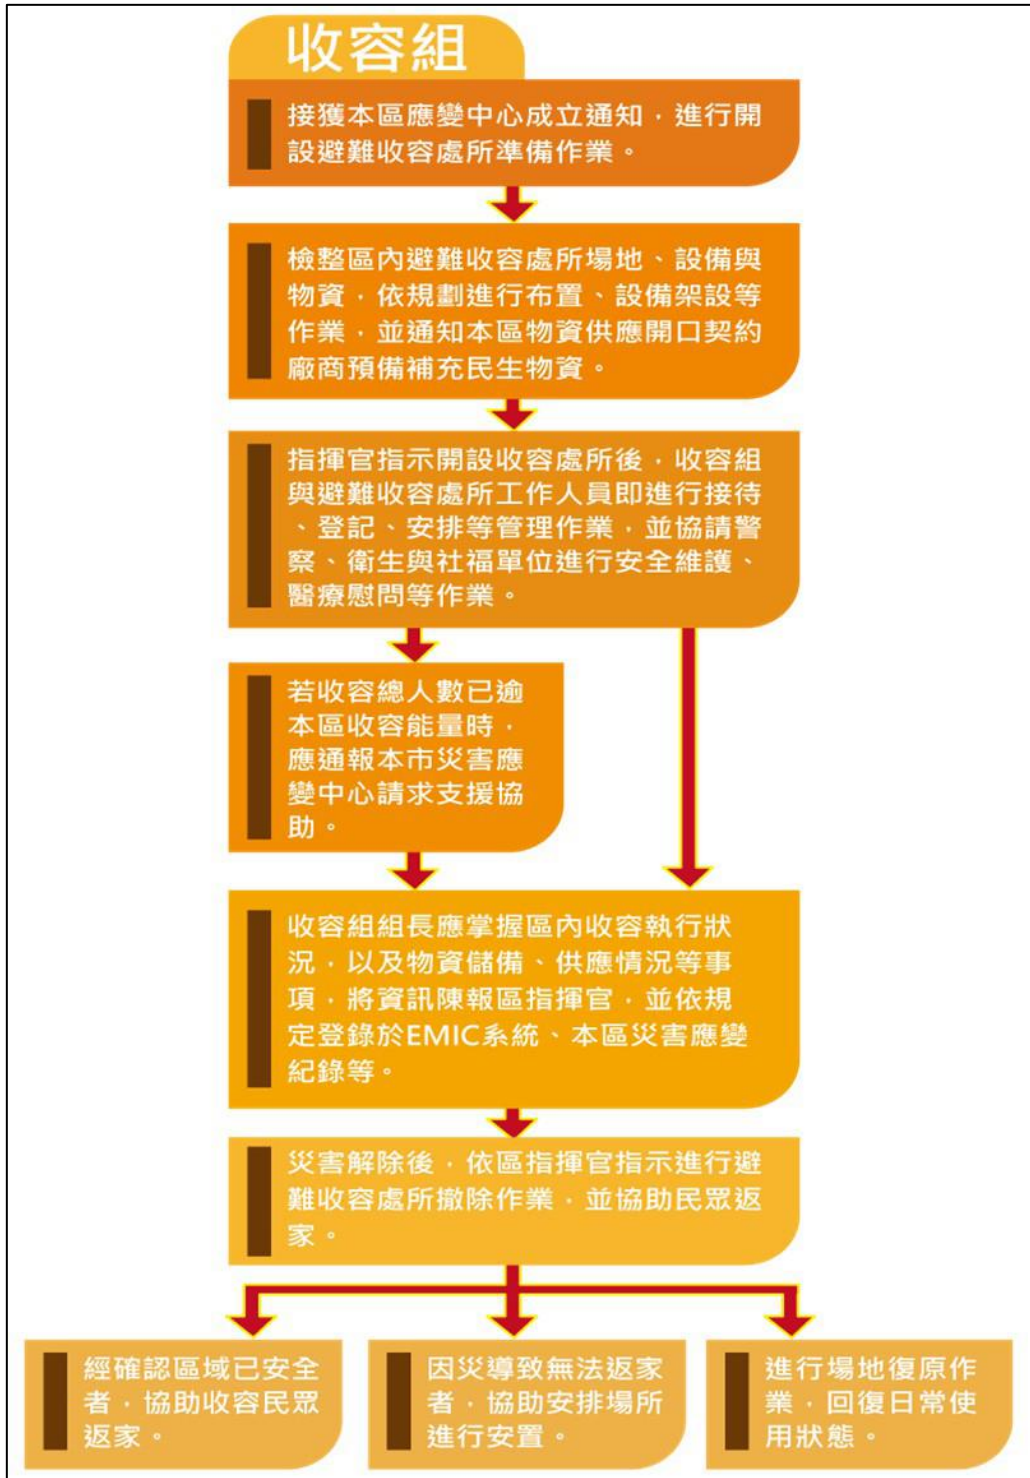 收容組
接獲本區應變中心成立通知，進行開
設避難收容處所準備作業。
檢整區內避難收容處所場地、設備與
物資，依規劃進行布置、設備架設等
作業，並通知本區物資供應開口契約
廠商預備補充民生物資。
指揮官指示開設收容處所後，收容組
與避難收容處所工作人員即進行接待
、登記、安排等管理作業，並協請警
察、衛生與社福單位進行安全維護、
醫療慰問等作業。
若收容總人數已逾
本區收容能量時，
應通報本市災害應
變中心請求支援協
助。
收容組組長應掌握區內收容執行狀
況，以及物資儲備、供應情況等事
項，將資訊陳報區指揮官，並依規
定登錄於EMIC系統、本區災害應變
紀錄等。
災害解除後，依區指揮官指示進行避
難收容處所撤除作業，並協助民眾返
家。
經確認區域已安全
者，協助收容民眾
返家。
因災導致無法返家
者，協助安排場所
進行安置。
進行場地復原作
業，回復日常使
用狀態。